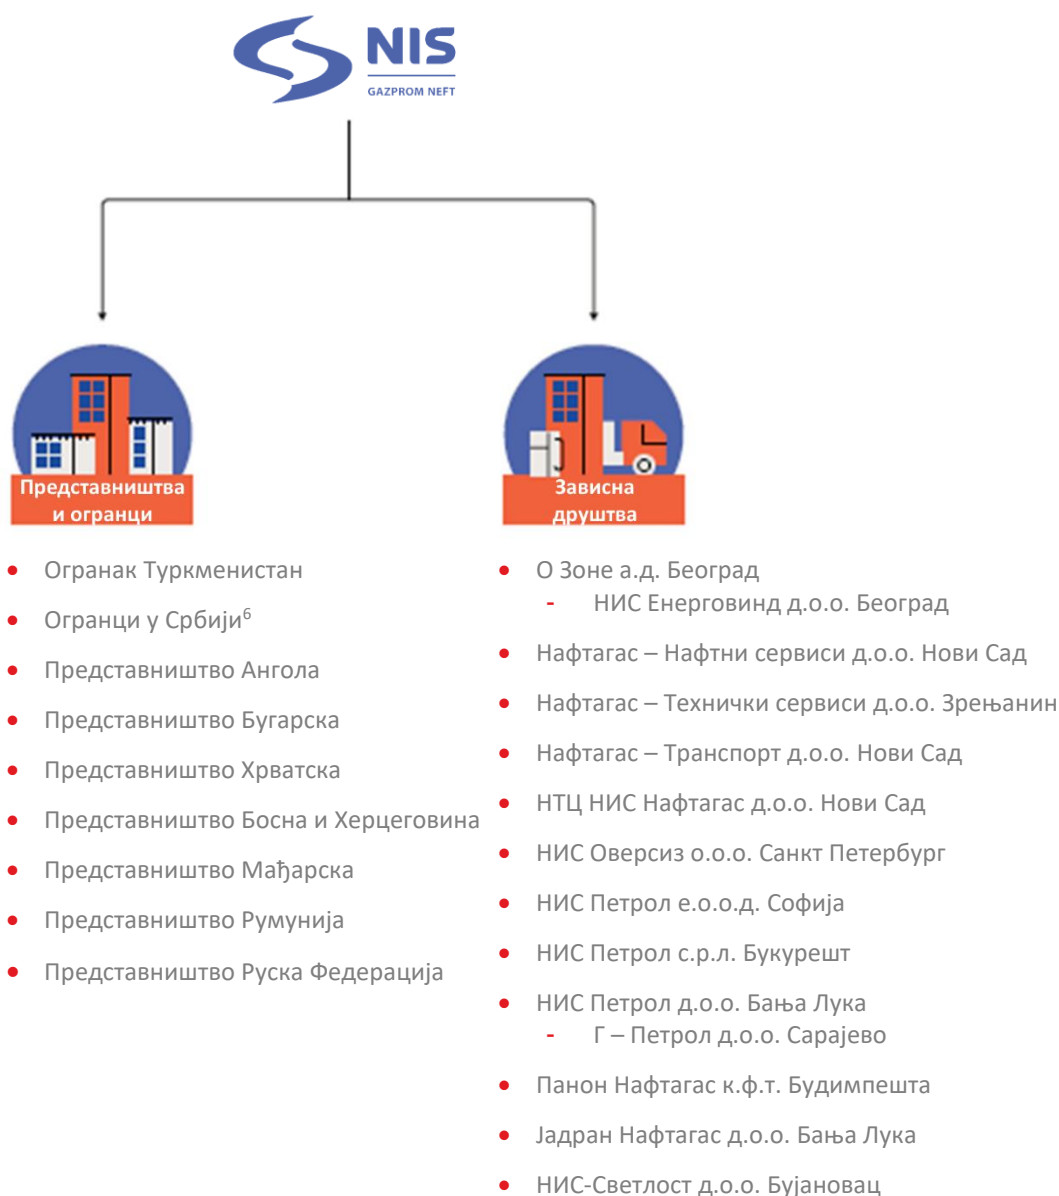 NIS
GAZPROM NEFT
Представништва
и огранци
• Огранак Туркменистан
• Огранци у Србији⁶
• Представништво Ангола
• Представништво Бугарска
• Представништво Хрватска
• Представништво Босна и Херцеговина
• Представништво Мађарска
• Представништво Румунија
• Представништво Руска Федерација
Зависна
друштва
• О Зоне а.д. Београд
- НИС Енерговинд д.о.о. Београд
• Нафтагас – Нафтни сервиси д.о.о. Нови Сад
• Нафтагас – Технички сервиси д.о.о. Зрењанин
• Нафтагас – Транспорт д.о.о. Нови Сад
• НТЦ НИС Нафтагас д.о.о. Нови Сад
• НИС Оверсиз о.о.о. Санкт Петербург
• НИС Петрол е.о.о.д. Софија
• НИС Петрол с.р.л. Букурешт
• НИС Петрол д.о.о. Бања Лука
- Г – Петрол д.о.о. Сарајево
• Панон Нафтагас к.ф.т. Будимпешта
• Јадран Нафтагас д.о.о. Бања Лука
• НИС-Светлост д.о.о. Бујановац